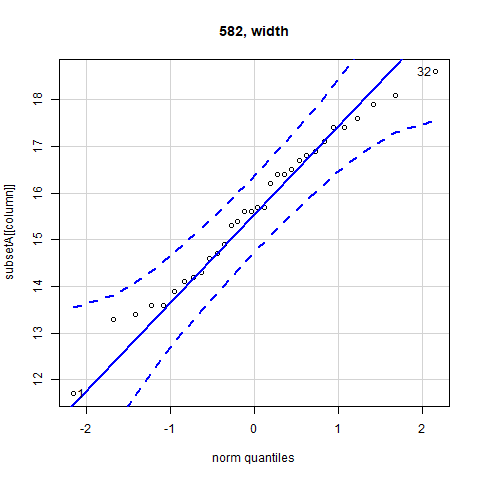 582, width
subsetA[[column]]
18
17
16
15
14
13
12
32
1
-2 -1 0 1 2
norm quantiles